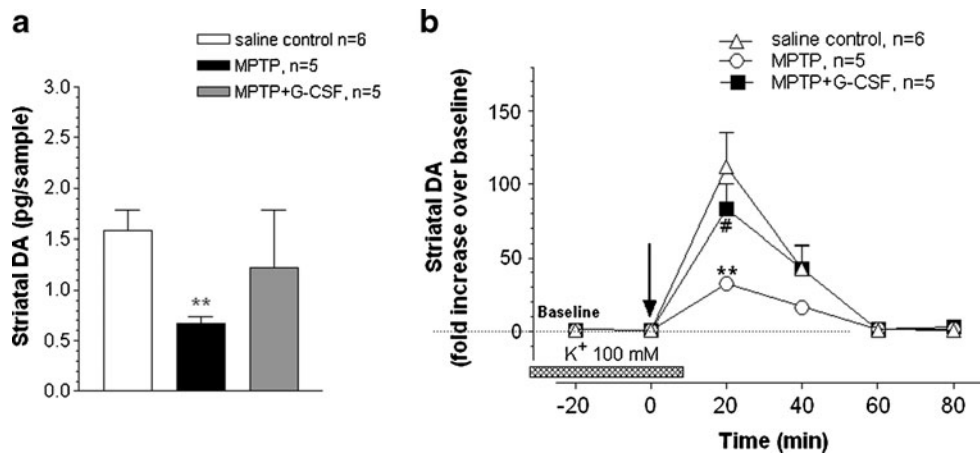 a
saline control n=6
MPTP, n=5
MPTP+G-CSF, n=5
Striatal DA (pg/sample)
3.0
2.5
2.0
1.5
1.0
0.5
0.0
**
b
saline control, n=6
MPTP, n=5
MPTP+G-CSF, n=5
Striatal DA
(fold increase over baseline)
150
100
50
0
#
**
Baseline
K+ 100 mM
-20 0 20 40 60 80
Time (min)